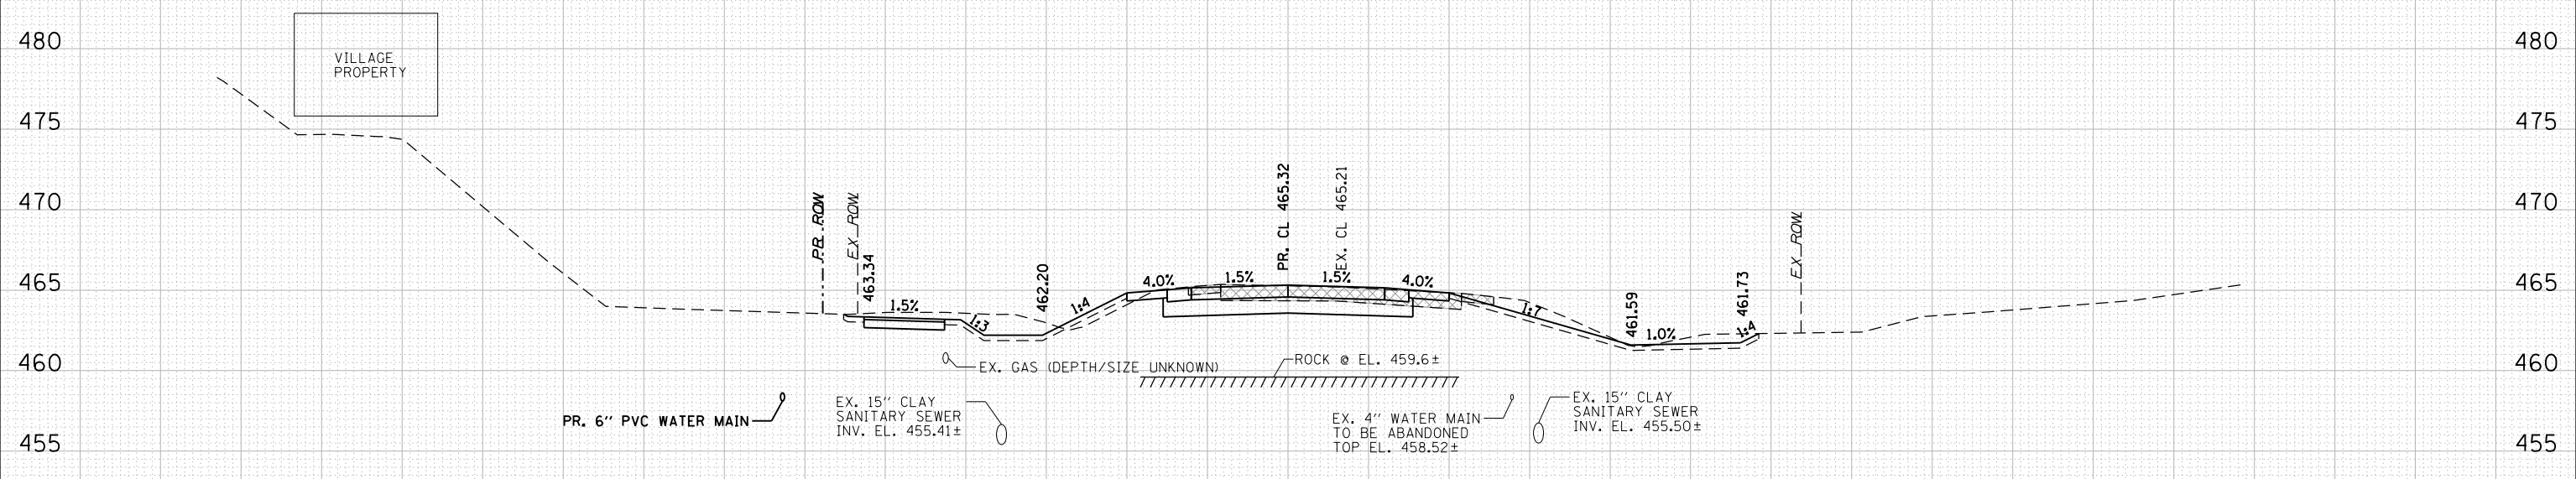 480
480
VILLAGE
PROPERTY
475
475
470
470
PR. ROW
EX ROW
463.34
462.20
PR. CL 465.32
EX. CL 465.21
461.59
461.73
EX ROW
465
465
1.5%
1:3
1:4
4.0%
1.5%
1.5%
4.0%
1:7
1.0%
1:4
460
460
EX. GAS (DEPTH/SIZE UNKNOWN)
ROCK @ EL. 459.6±
PR. 6" PVC WATER MAIN
EX. 15" CLAY
SANITARY SEWER
INV. EL. 455.41±
EX. 4" WATER MAIN
TO BE ABANDONED
TOP EL. 458.52±
EX. 15" CLAY
SANITARY SEWER
INV. EL. 455.50±
455
455